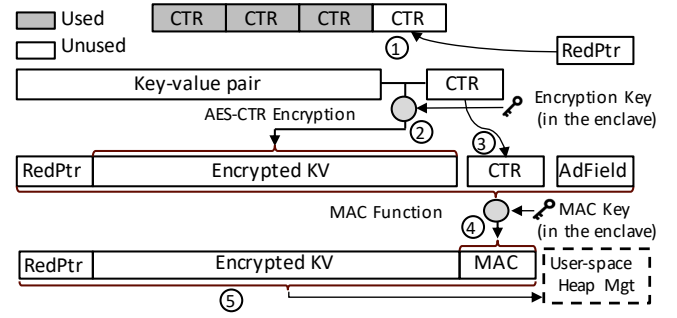 Used
CTR CTR CTR CTR
Unused
1
RedPtr
Key-value pair
CTR
Encryption Key
(in the enclave)
AES-CTR Encryption
2
3
RedPtr Encrypted KV CTR AdField
MAC Function
4
MAC Key
(in the enclave)
RedPtr Encrypted KV MAC
User-space
Heap Mgt
5